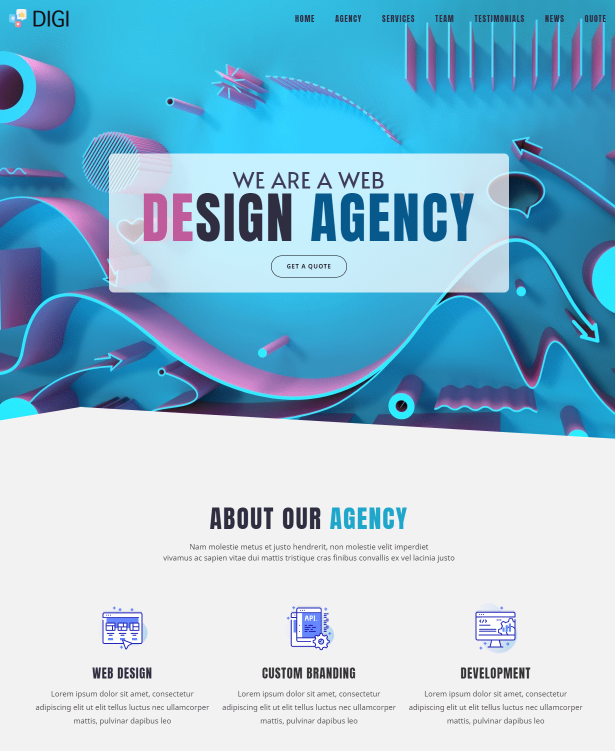 DIGI
HOME AGENCY SERVICES TEAM TESTIMONIALS NEWS QUOTE
WE ARE A WEB
DESIGN AGENCY
GET A QUOTE
ABOUT OUR AGENCY
Nam molestie metus et justo hendrerit, non molestie velit imperdiet
vivamus ac sapien vitae dui mattis tristique cras finibus convallis ex vel lacinia justo
API
WEB DESIGN
CUSTOM BRANDING
DEVELOPMENT
Lorem ipsum dolor sit amet, consectetur
adipiscing elit ut elit tellus luctus nec ullamcorper
mattis, pulvinar dapibus leo
Lorem ipsum dolor sit amet, consectetur
adipiscing elit ut elit tellus luctus nec ullamcorper
mattis, pulvinar dapibus leo
Lorem ipsum dolor sit amet, consectetur
adipiscing elit ut elit tellus luctus nec ullamcorper
mattis, pulvinar dapibus leo